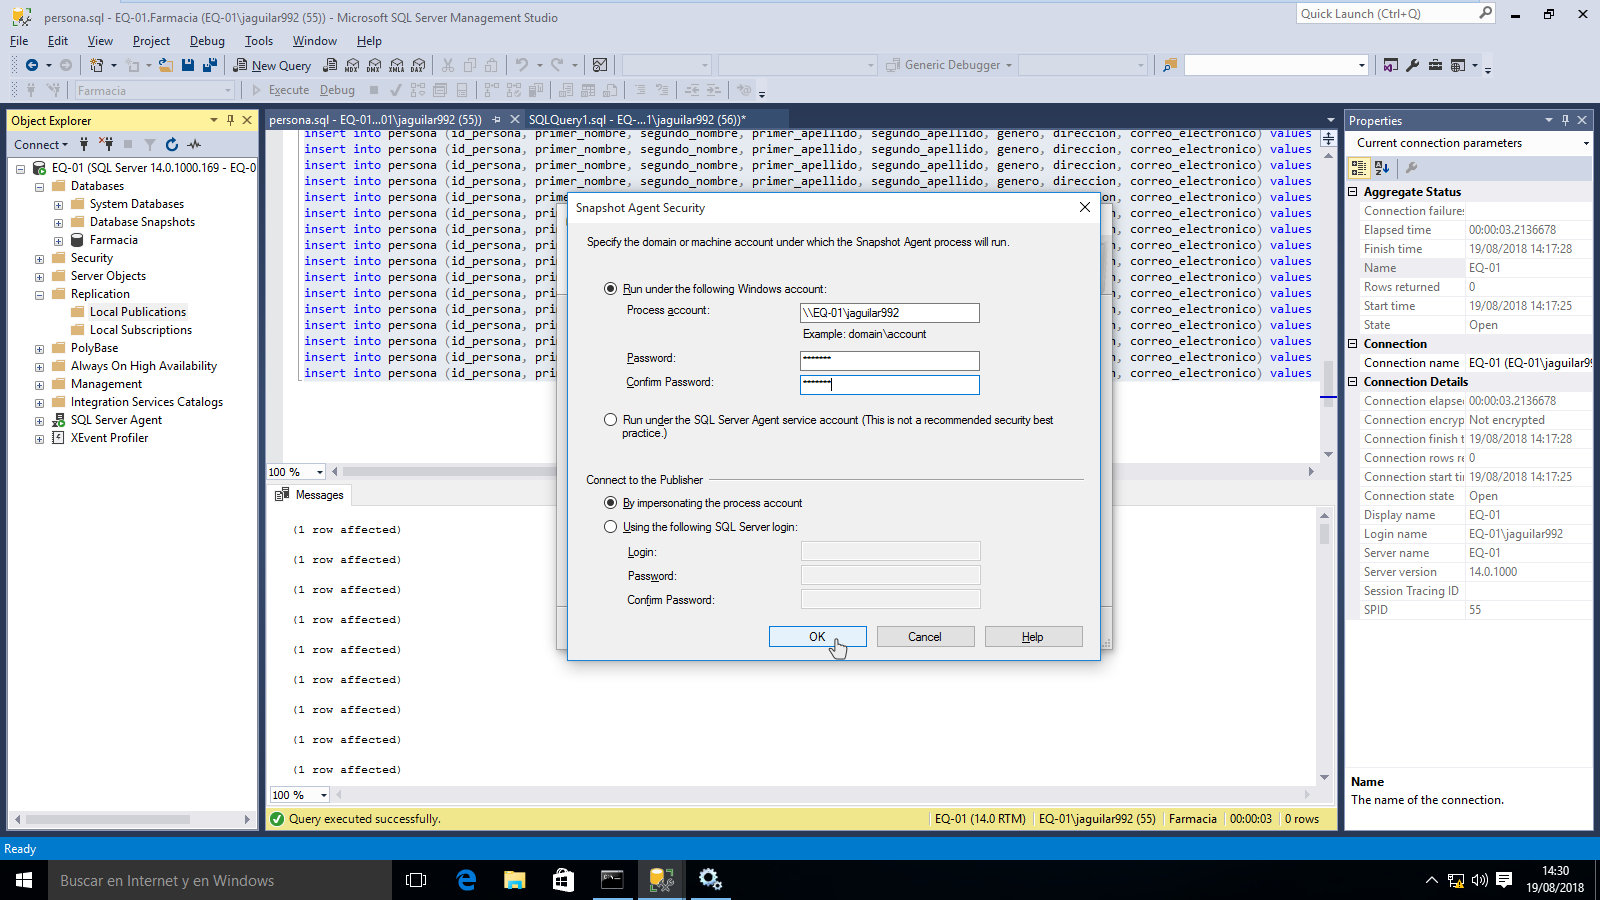 persona.sql - EQ-01.Farmacia (EQ-01\jaguilar992 (55)) - Microsoft SQL Server Management Studio
Quick Launch (Ctrl+Q)
File Edit View Project Debug Tools Window Help
New Query MDX DMX XMLA DAX Generic Debugger
Farmacia Execute Debug
Object Explorer
Connect
EQ-01 (SQL Server 14.0.1000.169 - EQ-0
Databases
System Databases
Database Snapshots
Farmacia
Security
Server Objects
Replication
Local Publications
Local Subscriptions
PolyBase
Always On High Availability
Management
Integration Services Catalogs
SQL Server Agent
XEvent Profiler
persona.sql - EQ-01...01\jaguilar992 (55))
SQLQuery1.sql - EQ-...1\jaguilar992 (56))*
insert into persona (id_persona, primer_nombre, segundo_nombre, primer_apellido, segundo_apellido, genero, direccion, correo_electronico) values
insert into persona (id_persona, primer_nombre, segundo_nombre, primer_apellido, segundo_apellido, genero, direccion, correo_electronico) values
insert into persona (id_persona, primer_nombre, segundo_nombre, primer_apellido, segundo_apellido, genero, direccion, correo_electronico) values
insert into persona (id_persona, primer_nombre, segundo_nombre, primer_apellido, segundo_apellido, genero, direccion, correo_electronico) values
insert into persona (id_persona, prime n, correo_electronico) values
insert into persona (id_persona, pri , correo_electronico) values
insert into persona (id_persona, pri , correo_electronico) values
insert into persona (id_persona, pri , correo_electronico) values
insert into persona (id_persona, pri , correo_electronico) values
insert into persona (id_persona, pri , correo_electronico) values
insert into persona (id_persona, pri , correo_electronico) values
insert into persona (id_persona, pri , correo_electronico) values
insert into persona (id_persona, pri , correo_electronico) values
insert into persona (id_persona, pri , correo_electronico) values
insert into persona (id_persona, pri , correo_electronico) values
insert into persona (id_persona, pri , correo_electronico) values
100 %
Messages
(1 row affected)
(1 row affected)
(1 row affected)
(1 row affected)
(1 row affected)
(1 row affected)
(1 row affected)
(1 row affected)
(1 row affected)
100 %
Query executed successfully. EQ-01 (14.0 RTM) EQ-01\jaguilar992 (55) Farmacia 00:00:03 0 rows
Snapshot Agent Security
Specify the domain or machine account under which the Snapshot Agent process will run.
Run under the following Windows account:
Process account: \\EQ-01\jaguilar992
Example: domain\account
Password: *******
Confirm Password: *******
Run under the SQL Server Agent service account (This is not a recommended security best
practice.)
Connect to the Publisher
By impersonating the process account
Using the following SQL Server login:
Login:
Password:
Confirm Password:
OK Cancel Help
Properties
Current connection parameters
Aggregate Status
Connection failures
Elapsed time 00:00:03.2136678
Finish time 19/08/2018 14:17:28
Name EQ-01
Rows returned 0
Start time 19/08/2018 14:17:25
State Open
Connection
Connection name EQ-01 (EQ-01\jaguilar9
Connection Details
Connection elapse 00:00:03.2136678
Connection encryp Not encrypted
Connection finish t 19/08/2018 14:17:28
Connection rows re 0
Connection start ti 19/08/2018 14:17:25
Connection state Open
Display name EQ-01
Login name EQ-01\jaguilar992
Server name EQ-01
Server version 14.0.1000
Session Tracing ID
SPID 55
Name
The name of the connection.
Ready
Buscar en Internet y en Windows
14:30
19/08/2018